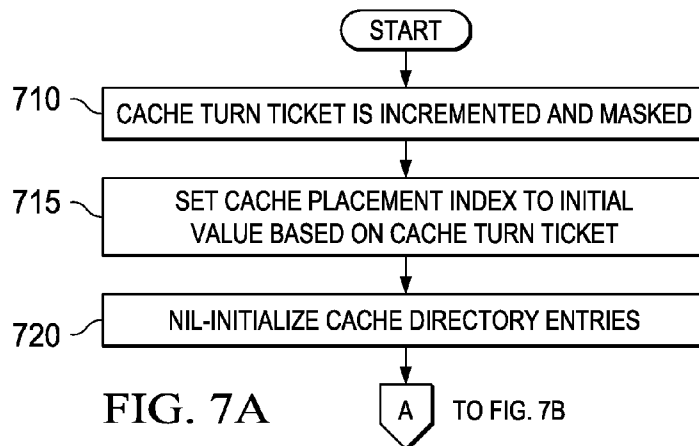 START
710
CACHE TURN TICKET IS INCREMENTED AND MASKED
715
SET CACHE PLACEMENT INDEX TO INITIAL
VALUE BASED ON CACHE TURN TICKET
720
NIL-INITIALIZE CACHE DIRECTORY ENTRIES
FIG. 7A
A
TO FIG. 7B